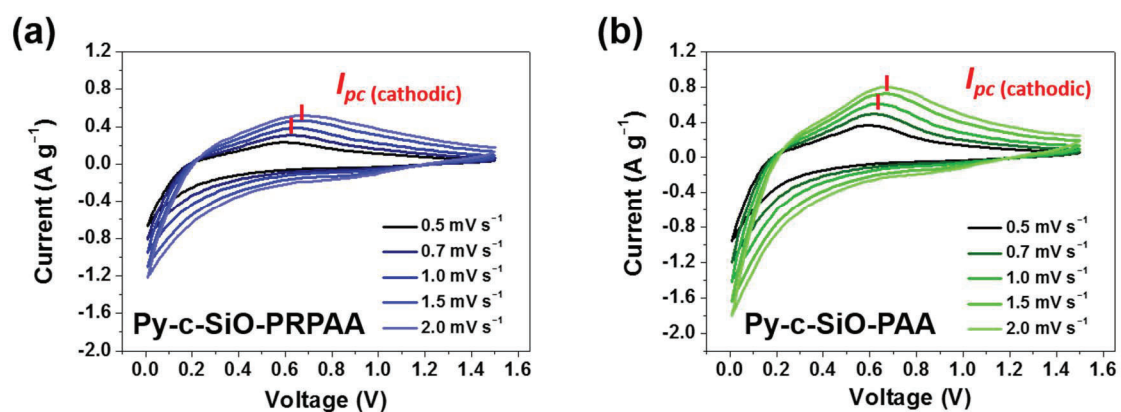 (a)
1.2
0.8
0.4
0.0
-0.4
-0.8
-1.2
-1.6
-2.0
Current (A g⁻¹)
I pc (cathodic)
0.5 mV s⁻¹
0.7 mV s⁻¹
1.0 mV s⁻¹
1.5 mV s⁻¹
2.0 mV s⁻¹
Py-c-SiO-PRPAA
0.0 0.2 0.4 0.6 0.8 1.0 1.2 1.4 1.6
Voltage (V)
(b)
1.2
0.8
0.4
0.0
-0.4
-0.8
-1.2
-1.6
-2.0
Current (A g⁻¹)
I pc (cathodic)
0.5 mV s⁻¹
0.7 mV s⁻¹
1.0 mV s⁻¹
1.5 mV s⁻¹
2.0 mV s⁻¹
Py-c-SiO-PAA
0.0 0.2 0.4 0.6 0.8 1.0 1.2 1.4 1.6
Voltage (V)